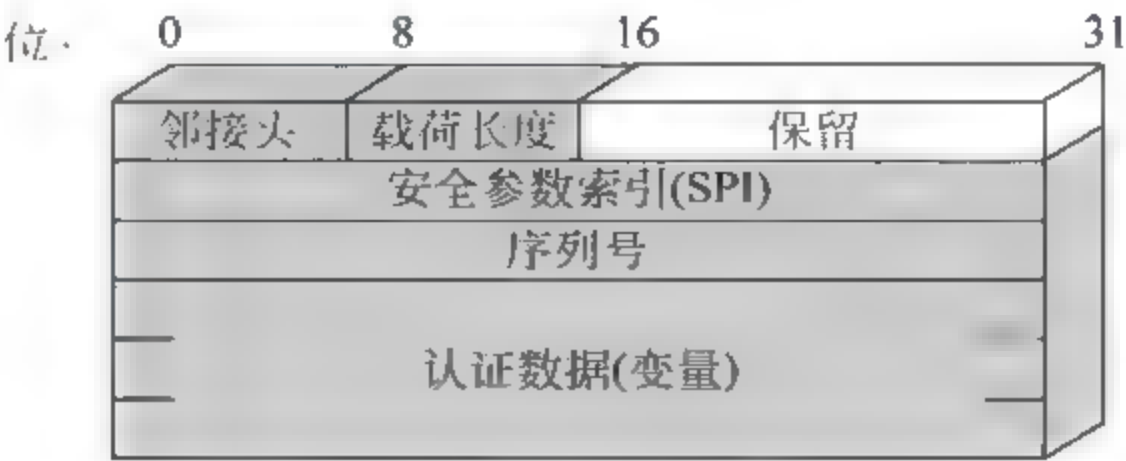 位· 0 8 16 31
邻接头 载荷长度 保留
安全参数索引(SPI)
序列号
认证数据(变量)